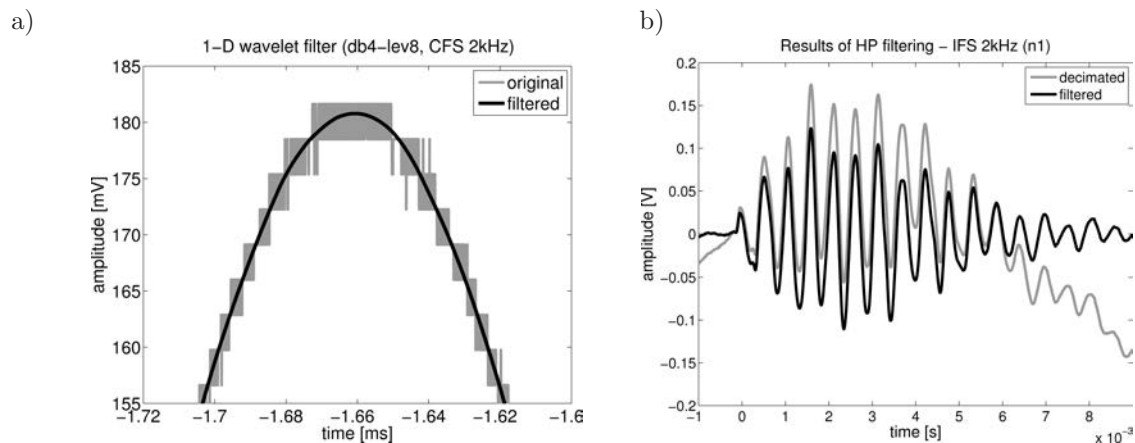 a)
1−D wavelet filter (db4−lev8, CFS 2kHz)
185
180
175
170
165
160
155
amplitude [mV]
original
filtered
−1.72
−1.7
−1.68
−1.66
−1.64
−1.62
−1.6
time [ms]
b)
Results of HP filtering − IFS 2kHz (n1)
0.2
0.15
0.1
0.05
0
−0.05
−0.1
−0.15
−0.2
amplitude [V]
decimated
filtered
−1
0
1
2
3
4
5
6
7
8
9
time [s]
x 10⁻³